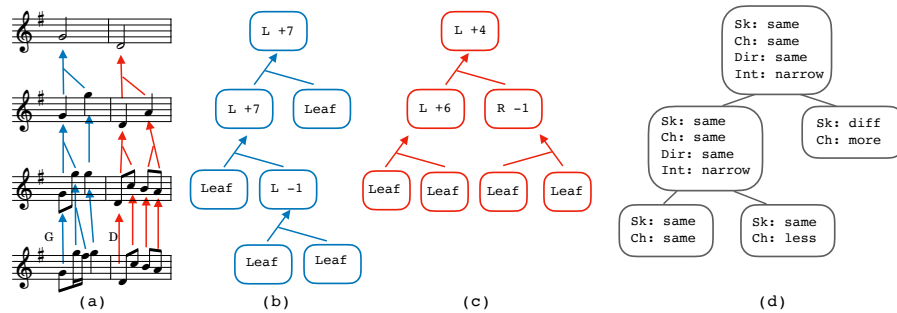 G
D
(a)
L +7
L +7
Leaf
Leaf
L -1
Leaf
Leaf
(b)
L +4
L +6
R -1
Leaf
Leaf
Leaf
Leaf
(c)
Sk: same
Ch: same
Dir: same
Int: narrow
Sk: same
Ch: same
Dir: same
Int: narrow
Sk: diff
Ch: more
Sk: same
Ch: same
Sk: same
Ch: less
(d)